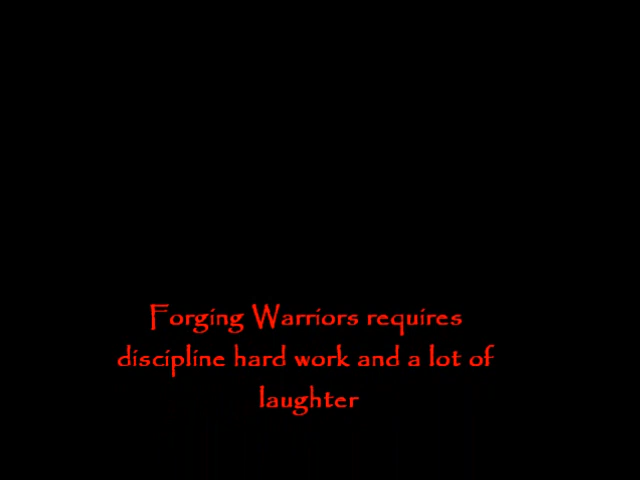 Forging Warriors requires
discipline hard work and a lot of
laughter